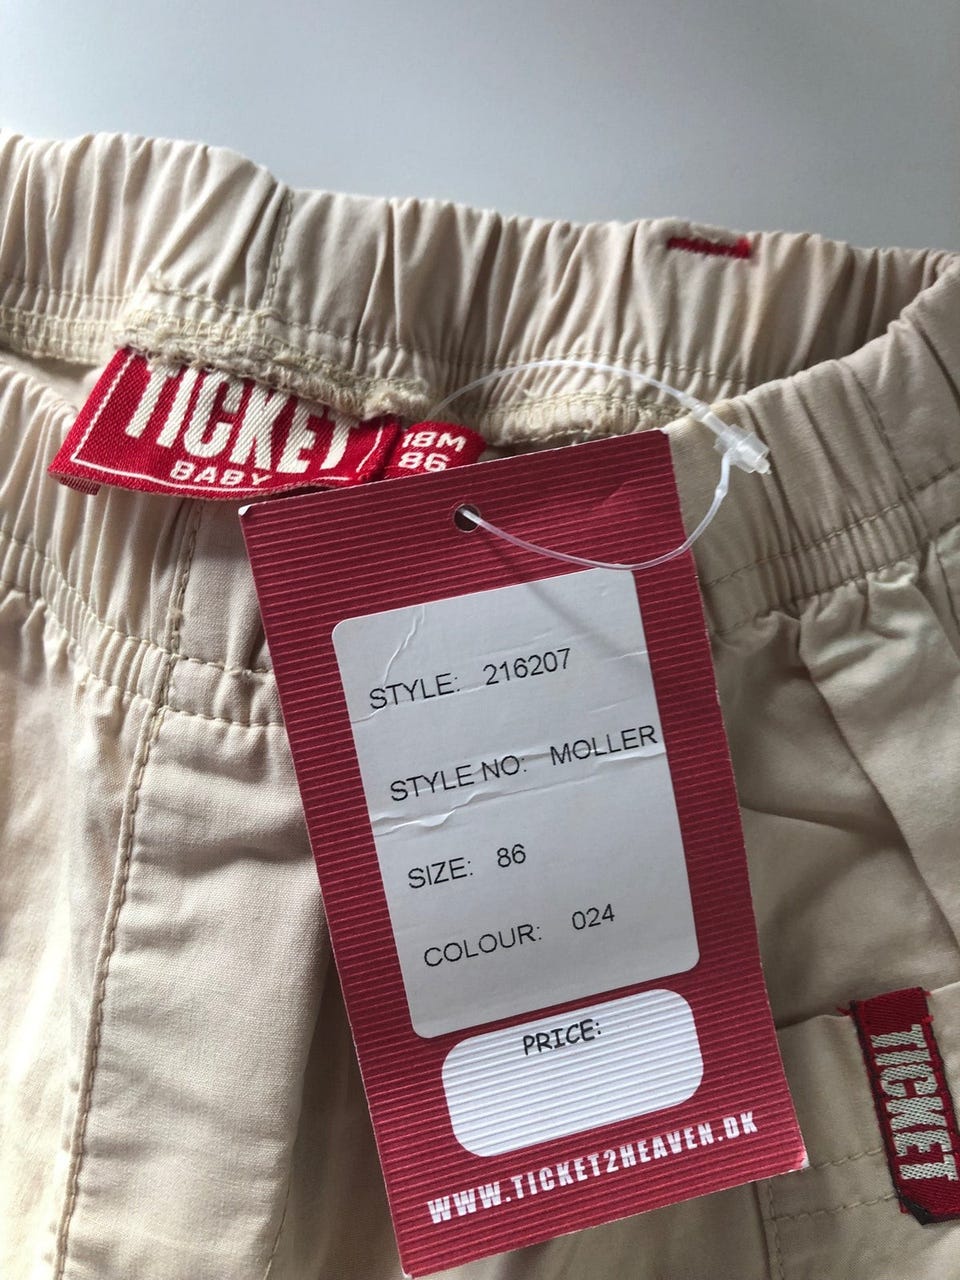 TICKET
BABY
18M
86
STYLE: 216207
STYLE NO: MOLLER
SIZE: 86
COLOUR: 024
PRICE:
WWW.TICKET2HEAVEN.DK
TICKET